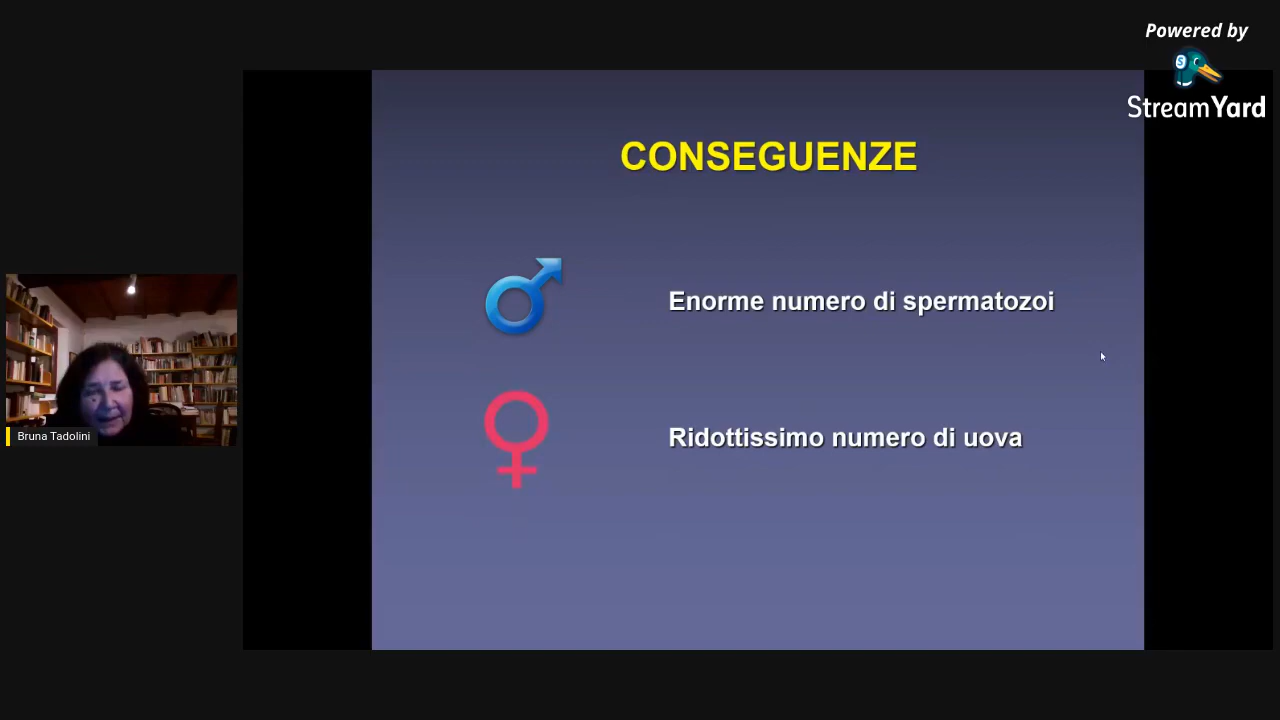 Powered by
StreamYard
CONSEGUENZE
Enorme numero di spermatozoi
Ridottissimo numero di uova
Bruna Tadolini